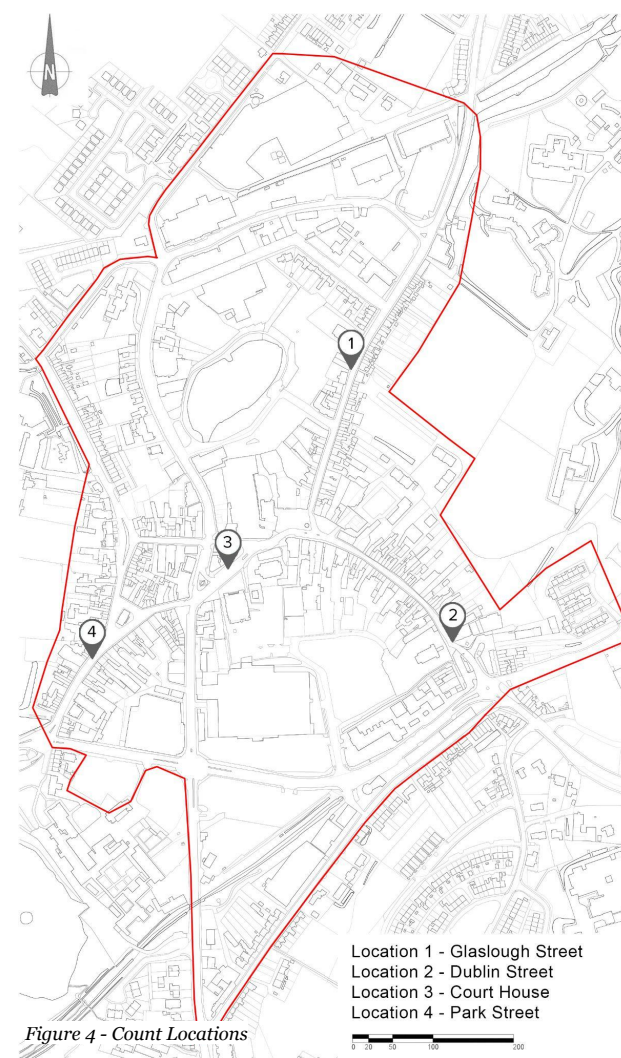 N
1
3
2
4
Location 1 - Glaslough Street
Location 2 - Dublin Street
Location 3 - Court House
Location 4 - Park Street
Figure 4 - Count Locations
0 20 50 100 200